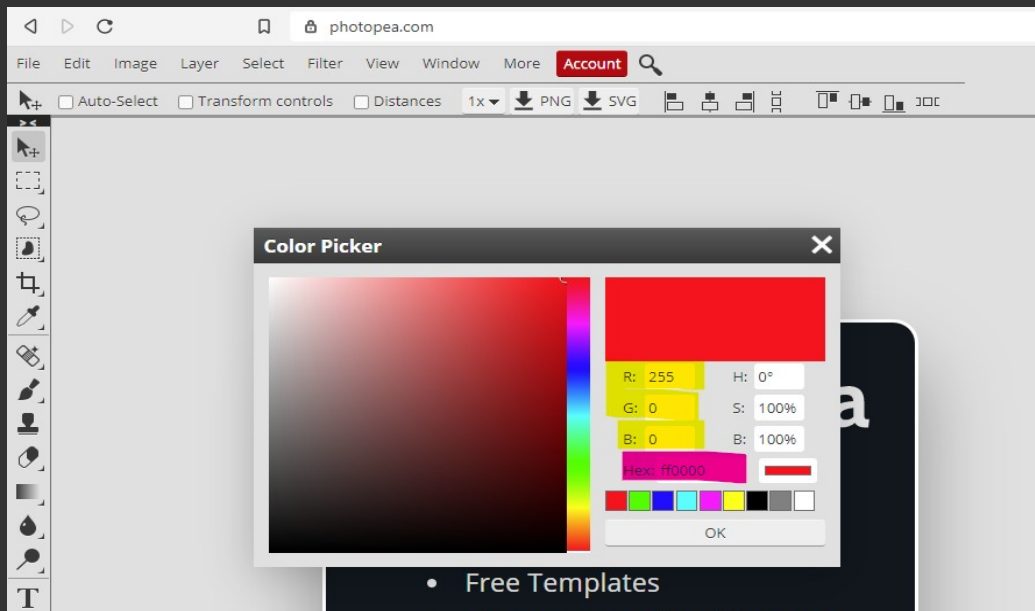 photopea.com
File Edit Image Layer Select Filter View Window More Account
Auto-Select Transform controls Distances 1x PNG SVG
Color Picker
R: 255 H: 0°
G: 0 S: 100%
B: 0 B: 100%
Hex: ff0000
OK
a
• Free Templates
T